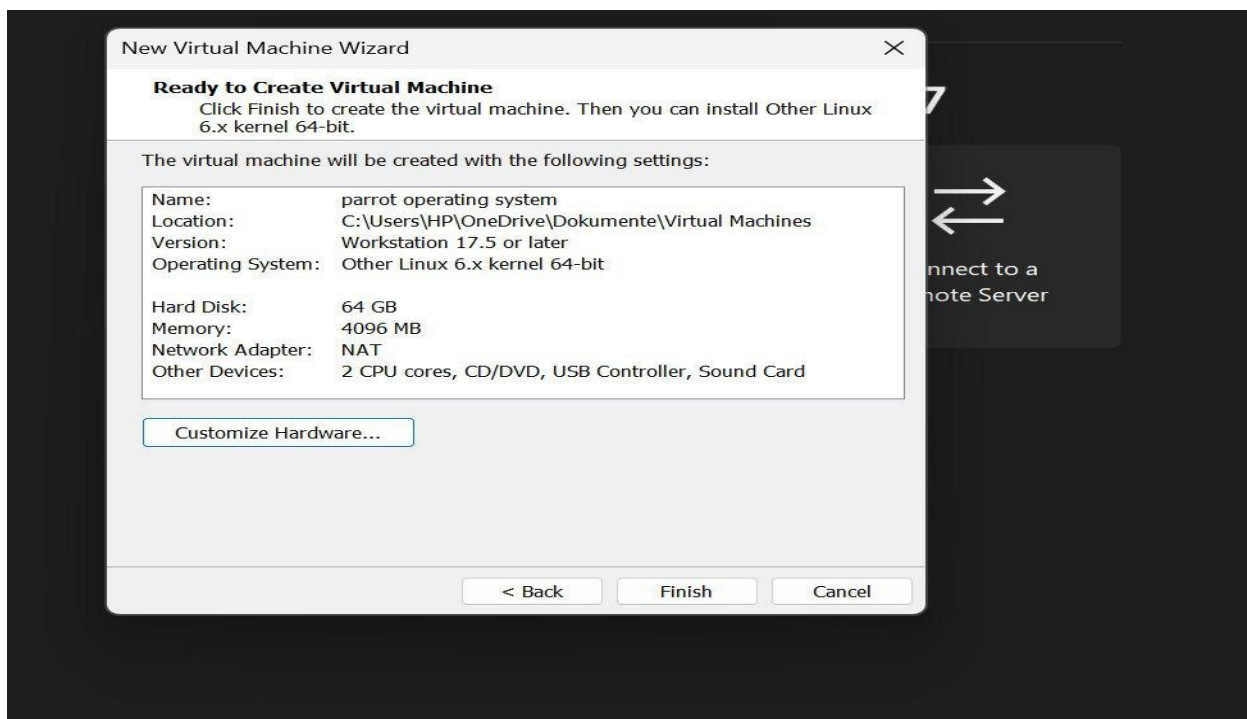 New Virtual Machine Wizard
Ready to Create Virtual Machine
Click Finish to create the virtual machine. Then you can install Other Linux
6.x kernel 64-bit.
7
The virtual machine will be created with the following settings:
Name: parrot operating system
Location: C:\Users\HP\OneDrive\Dokumente\Virtual Machines
Version: Workstation 17.5 or later
Operating System: Other Linux 6.x kernel 64-bit
Hard Disk: 64 GB
Memory: 4096 MB
Network Adapter: NAT
Other Devices: 2 CPU cores, CD/DVD, USB Controller, Sound Card
nnect to a
note Server
Customize Hardware...
< Back Finish Cancel